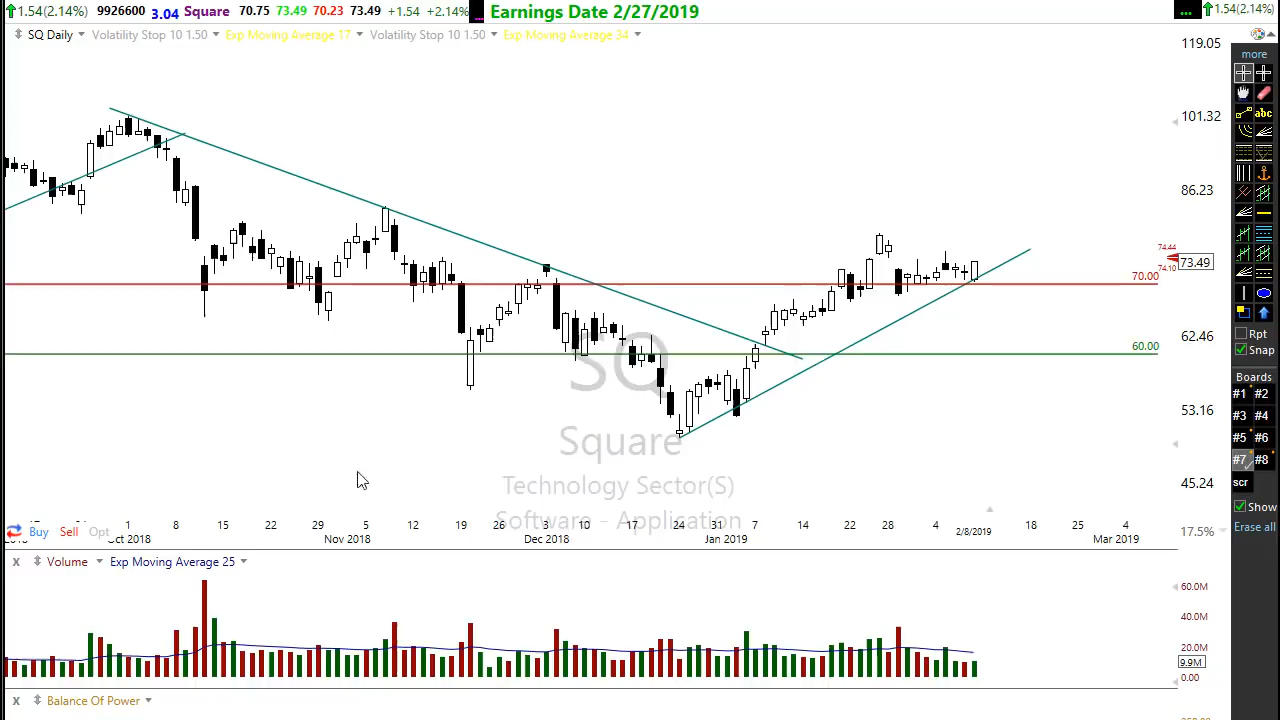 1.54(2.14%) 9926600 3.04 Square 70.75 73.49 70.23 73.49 +1.54 +2.14% ... Earnings Date 2/27/2019 ... 1.54(2.14%)
SQ Daily Volatility Stop 10 1.50 Exp Moving Average 17 Volatility Stop 10 1.50 Exp Moving Average 34
119.05
more
101.32
abc
86.23
74.44
73.49
74.10
70.00
62.46
60.00
Rpt
Snap
Boards
#1 #2
53.16
#3 #4
#5 #6
#7 #8
scr
45.24
SQ
Square
Technology Sector(S)
Software - Application
Show
Erase all
1 8 15 22 29 5 12 19 26 3 10 17 24 31 7 14 22 28 4 2/8/2019 18 25 4
Buy Sell Opt
17.5%
Oct 2018 Nov 2018 Dec 2018 Jan 2019 Mar 2019
x Volume Exp Moving Average 25
60.0M
40.0M
20.0M
9.9M
0.00
x Balance Of Power